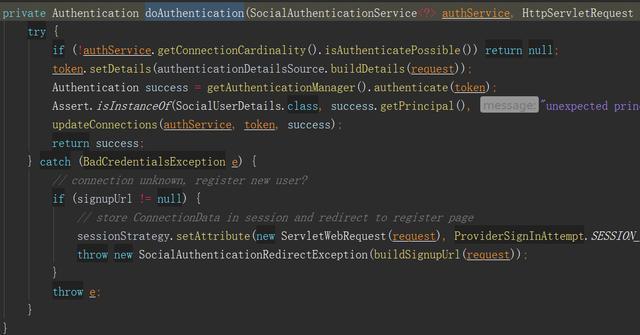 private Authentication doAuthentication(SocialAuthenticationService<?> authService, HttpServletRequest
try {
if (!authService.getConnectionCardinality().isAuthenticatePossible()) return null;
token.setDetails(authenticationDetailsSource.buildDetails(request));
Authentication success = getAuthenticationManager().authenticate(token);
Assert.isInstanceOf(SocialUserDetails.class, success.getPrincipal(), message: "unexpected prin
updateConnections(authService, token, success);
return success;
} catch (BadCredentialsException e) {
// connection unknown, register new user?
if (signupUrl != null) {
// store ConnectionData in session and redirect to register page
sessionStrategy.setAttribute(new ServletWebRequest(request), ProviderSignInAttempt.SESSION_
throw new SocialAuthenticationRedirectException(buildSignupUrl(request));
}
throw e;
}
}